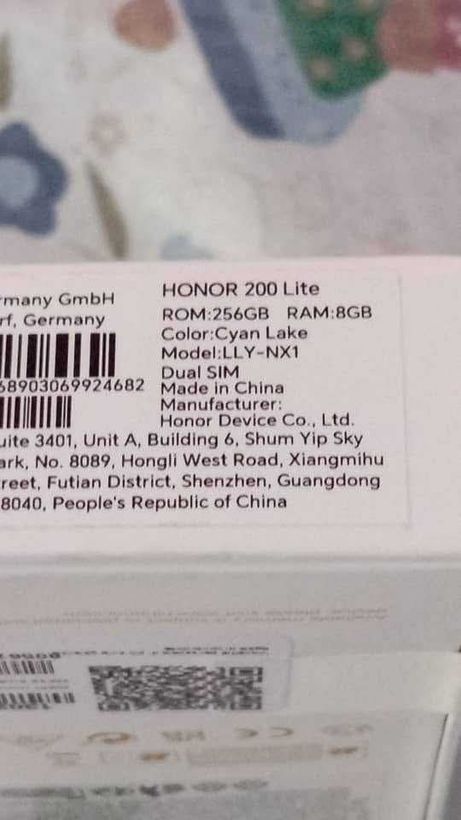 rmany GmbH
rf, Germany
68903069924682
HONOR 200 Lite
ROM:256GB RAM:8GB
Color:Cyan Lake
Model:LLY-NX1
Dual SIM
Made in China
Manufacturer:
Honor Device Co., Ltd.
uite 3401, Unit A, Building 6, Shum Yip Sky
ark, No. 8089, Hongli West Road, Xiangmihu
reet, Futian District, Shenzhen, Guangdong
8040, People's Republic of China